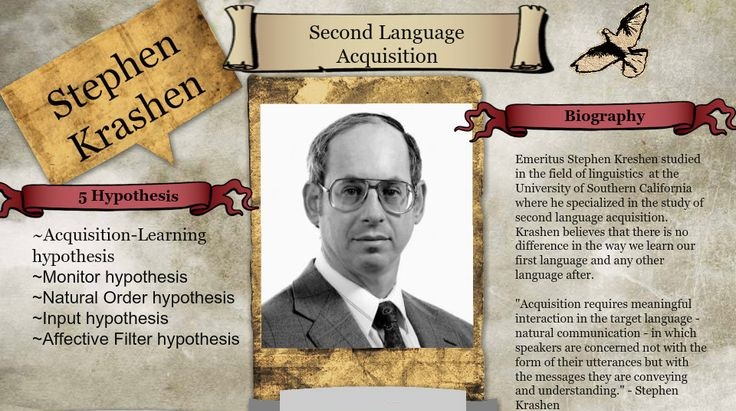 Stephen
Krashen
Second Language
Acquisition
5 Hypothesis
~Acquisition-Learning
hypothesis
~Monitor hypothesis
~Natural Order hypothesis
~Input hypothesis
~Affective Filter hypothesis
Biography
Emeritus Stephen Kreshen studied
in the field of linguistics at the
University of Southern California
where he specialized in the study of
second language acquisition.
Krashen believes that there is no
difference in the way we learn our
first language and any other
language after.
"Acquisition requires meaningful
interaction in the target language -
natural communication - in which
speakers are concerned not with the
form of their utterances but with
the messages they are conveying
and understanding." - Stephen
Krashen